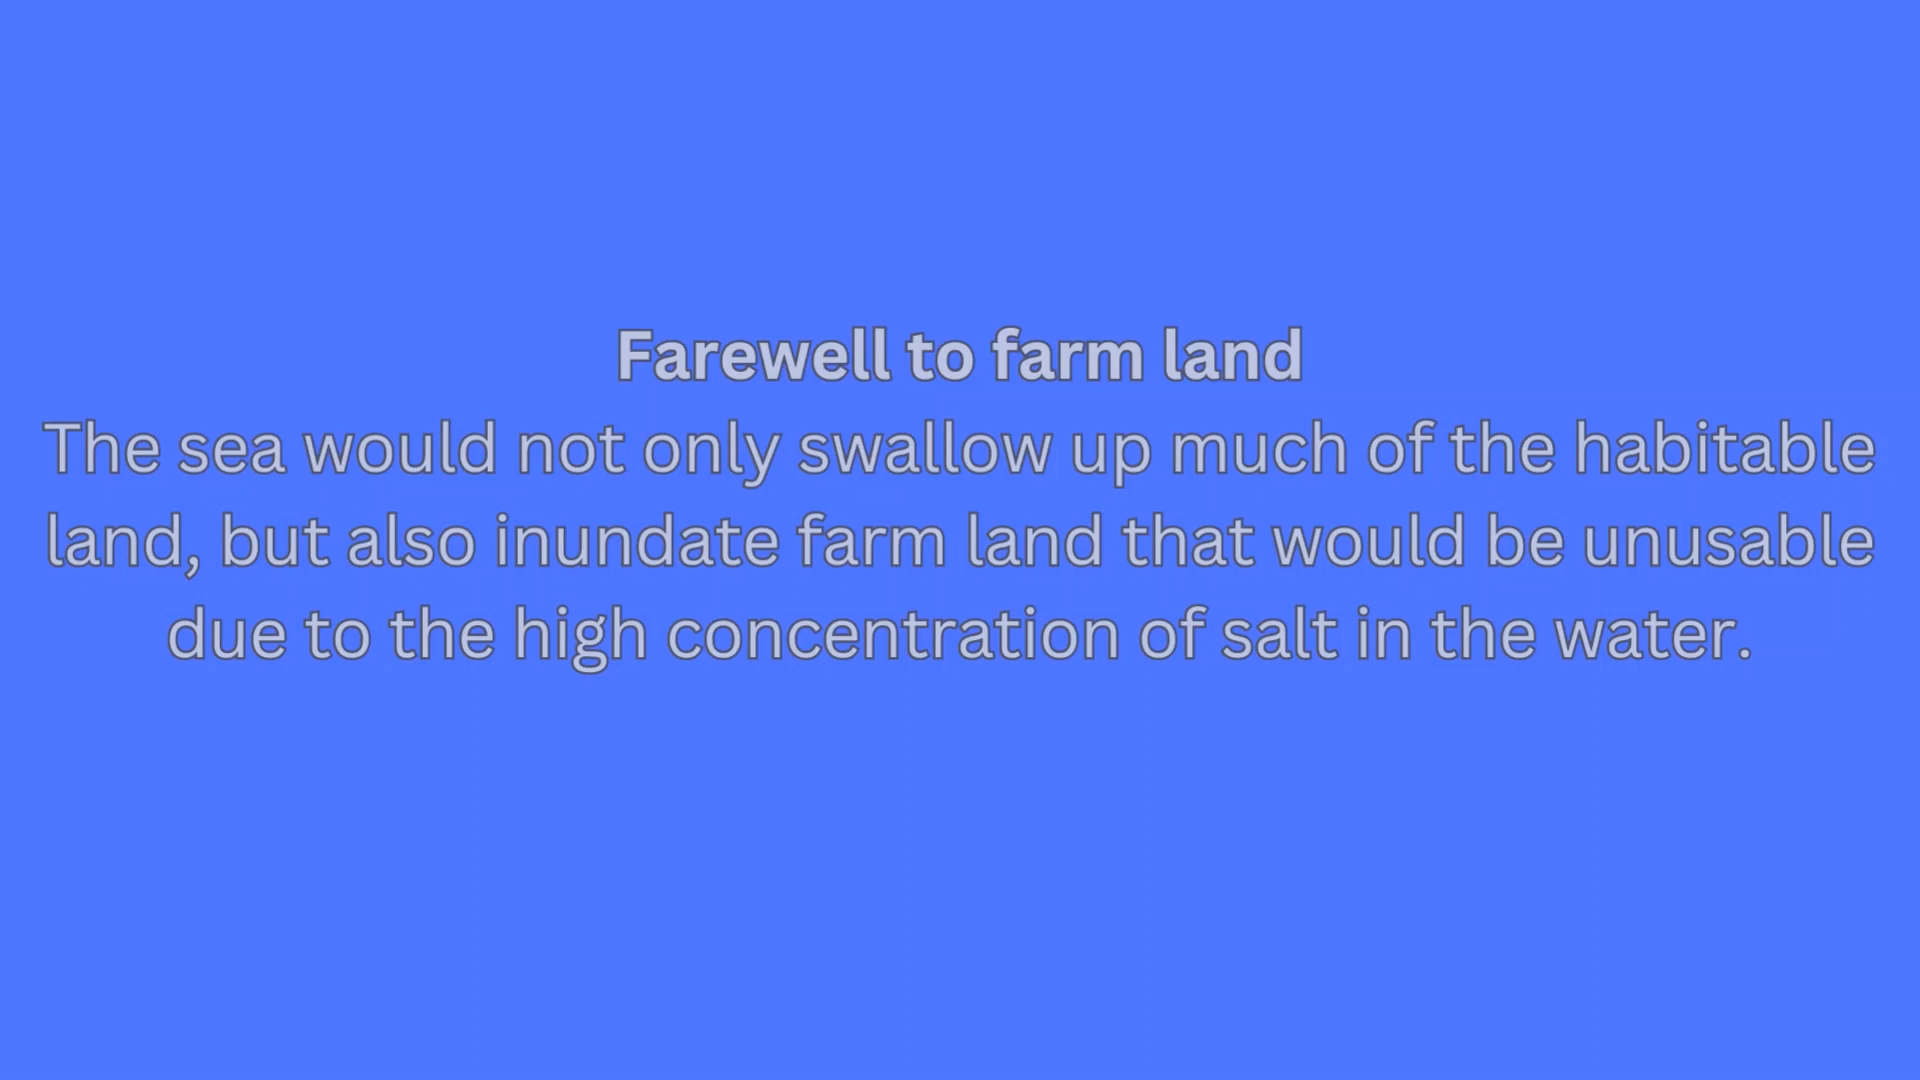 Farewell to farm land
The sea would not only swallow up much of the habitable
land, but also inundate farm land that would be unusable
due to the high concentration of salt in the water.